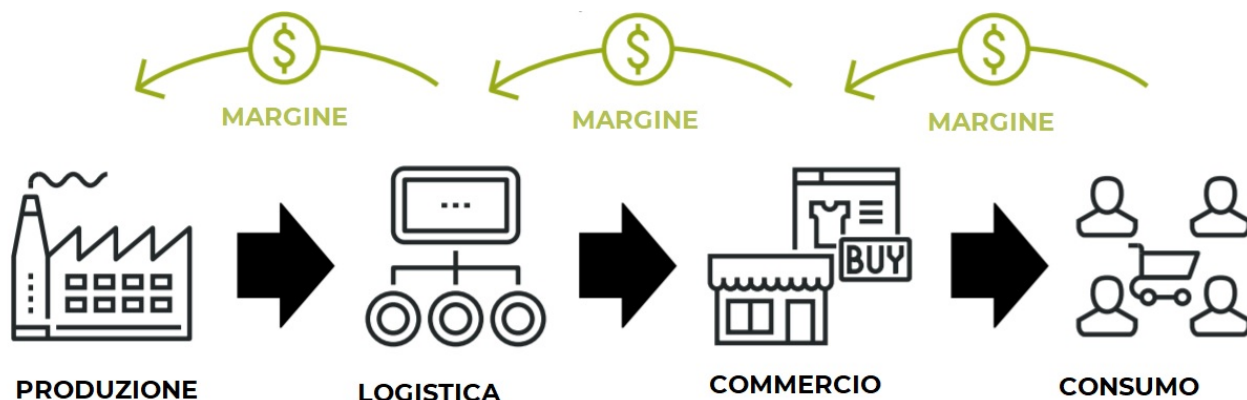 $
$
$
MARGINE
MARGINE
MARGINE
...
BUY
PRODUZIONE
LOGISTICA
COMMERCIO
CONSUMO